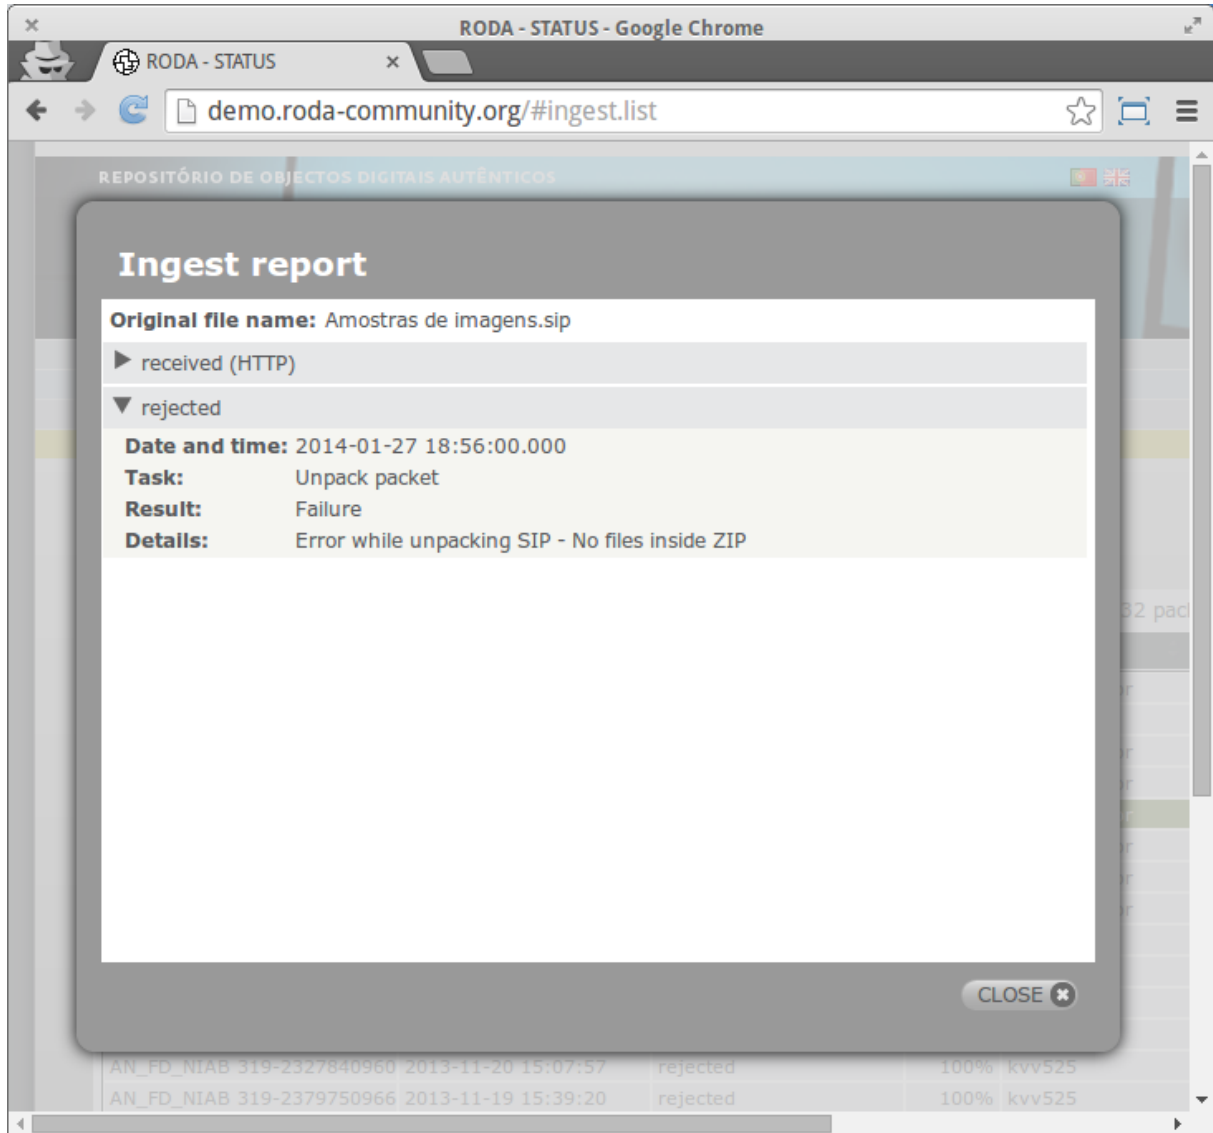 RODA - STATUS - Google Chrome
RODA - STATUS
demo.roda-community.org/#ingest.list
REPOSITÓRIO DE OBJECTOS DIGITAIS AUTÊNTICOS
Ingest report
Original file name: Amostras de imagens.sip
received (HTTP)
rejected
Date and time: 2014-01-27 18:56:00.000
Task: Unpack packet
Result: Failure
Details: Error while unpacking SIP - No files inside ZIP
32
CLOSE
AN_FD_NIAB 319-2327840960 2013-11-20 15:07:57 rejected 100% kvv525
AN_FD_NIAB 319-2379750966 2013-11-19 15:39:20 rejected 100% kvv525